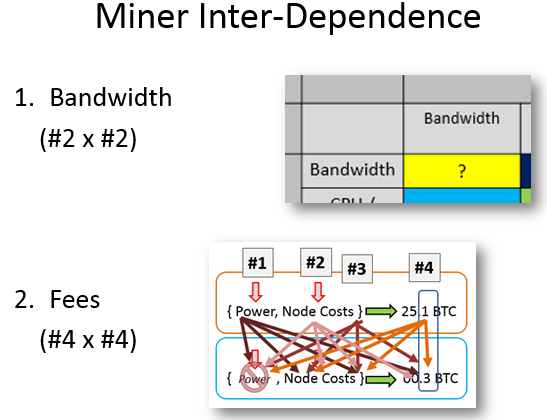 Miner Inter-Dependence
1. Bandwidth
(#2 x #2)
Bandwidth
Bandwidth ?
CPU /
2. Fees
(#4 x #4)
#1 #2 #3 #4
{ Power, Node Costs } 25.1 BTC
{ Power , Node Costs } 60.3 BTC